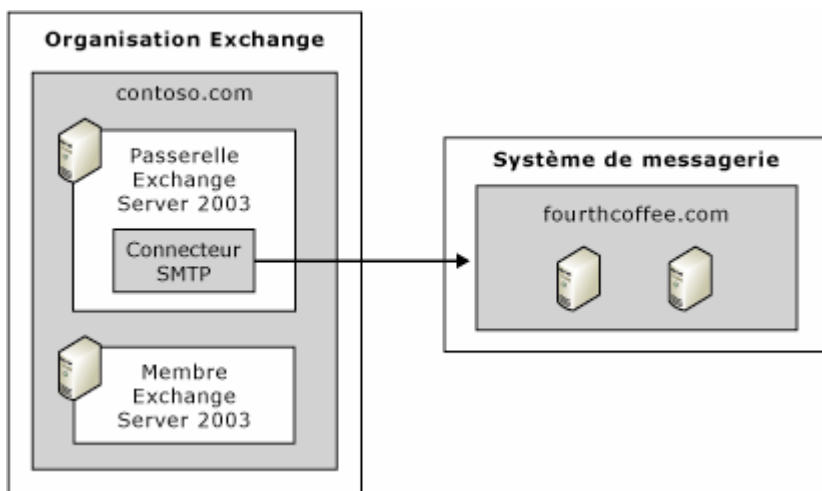 Organisation Exchange
contoso.com
Passerelle
Exchange
Server 2003
Connecteur
SMTP
Membre
Exchange
Server 2003
Système de messagerie
fourthcoffee.com